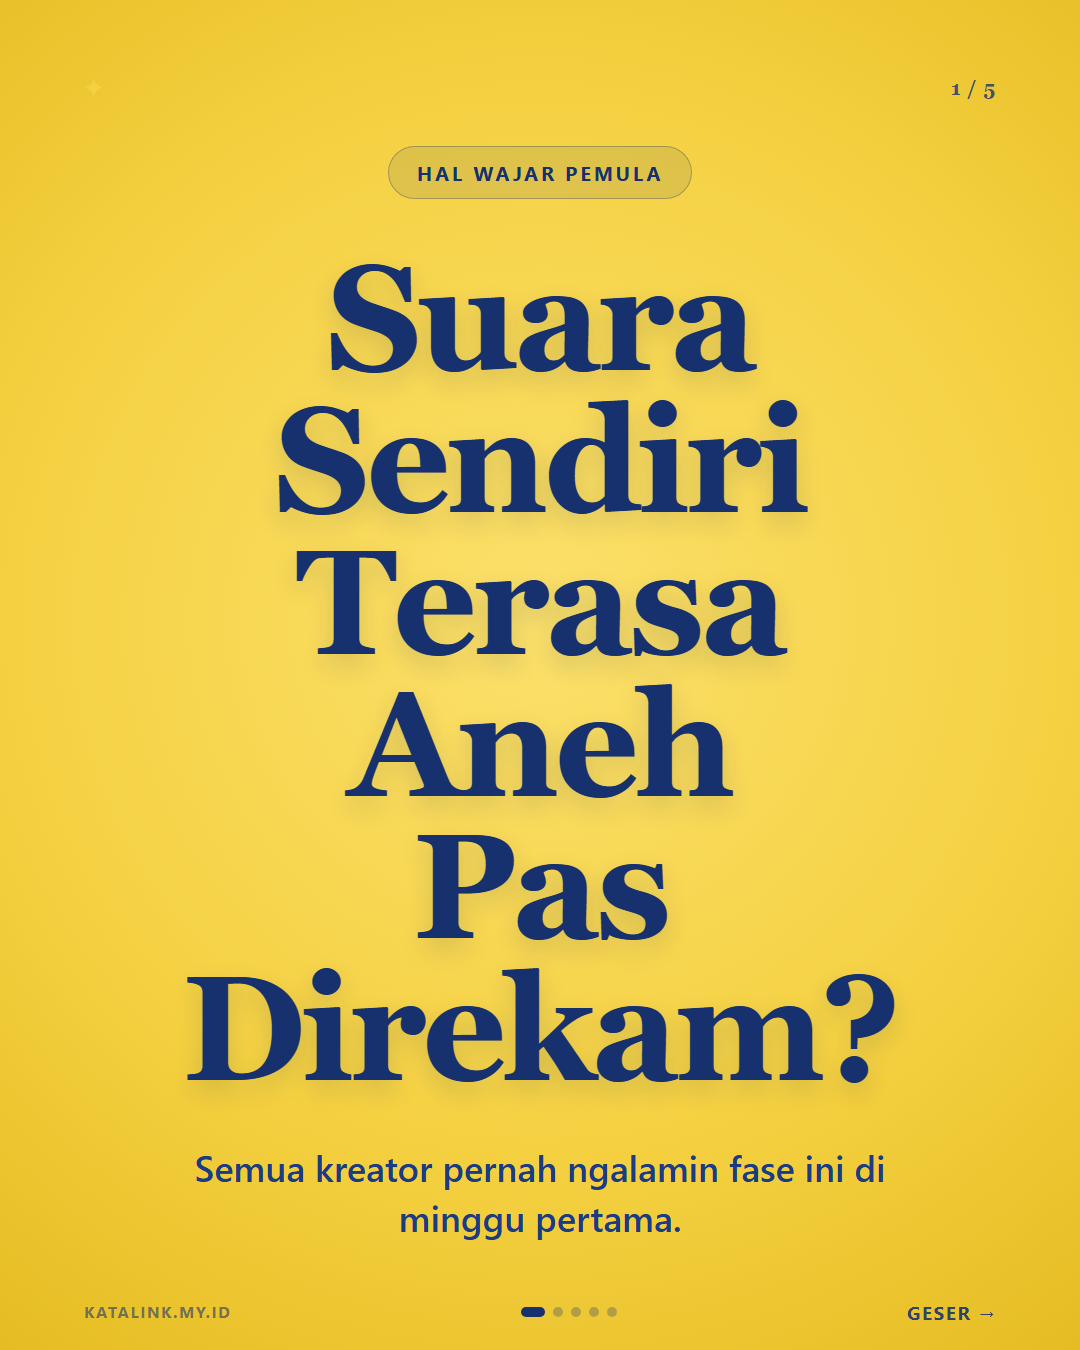 1 / 5
HAL WAJAR PEMULA
Suara
Sendiri
Terasa
Aneh
Pas
Direkam?
Semua kreator pernah ngalamin fase ini di
minggu pertama.
KATALINK.MY.ID
GESER →